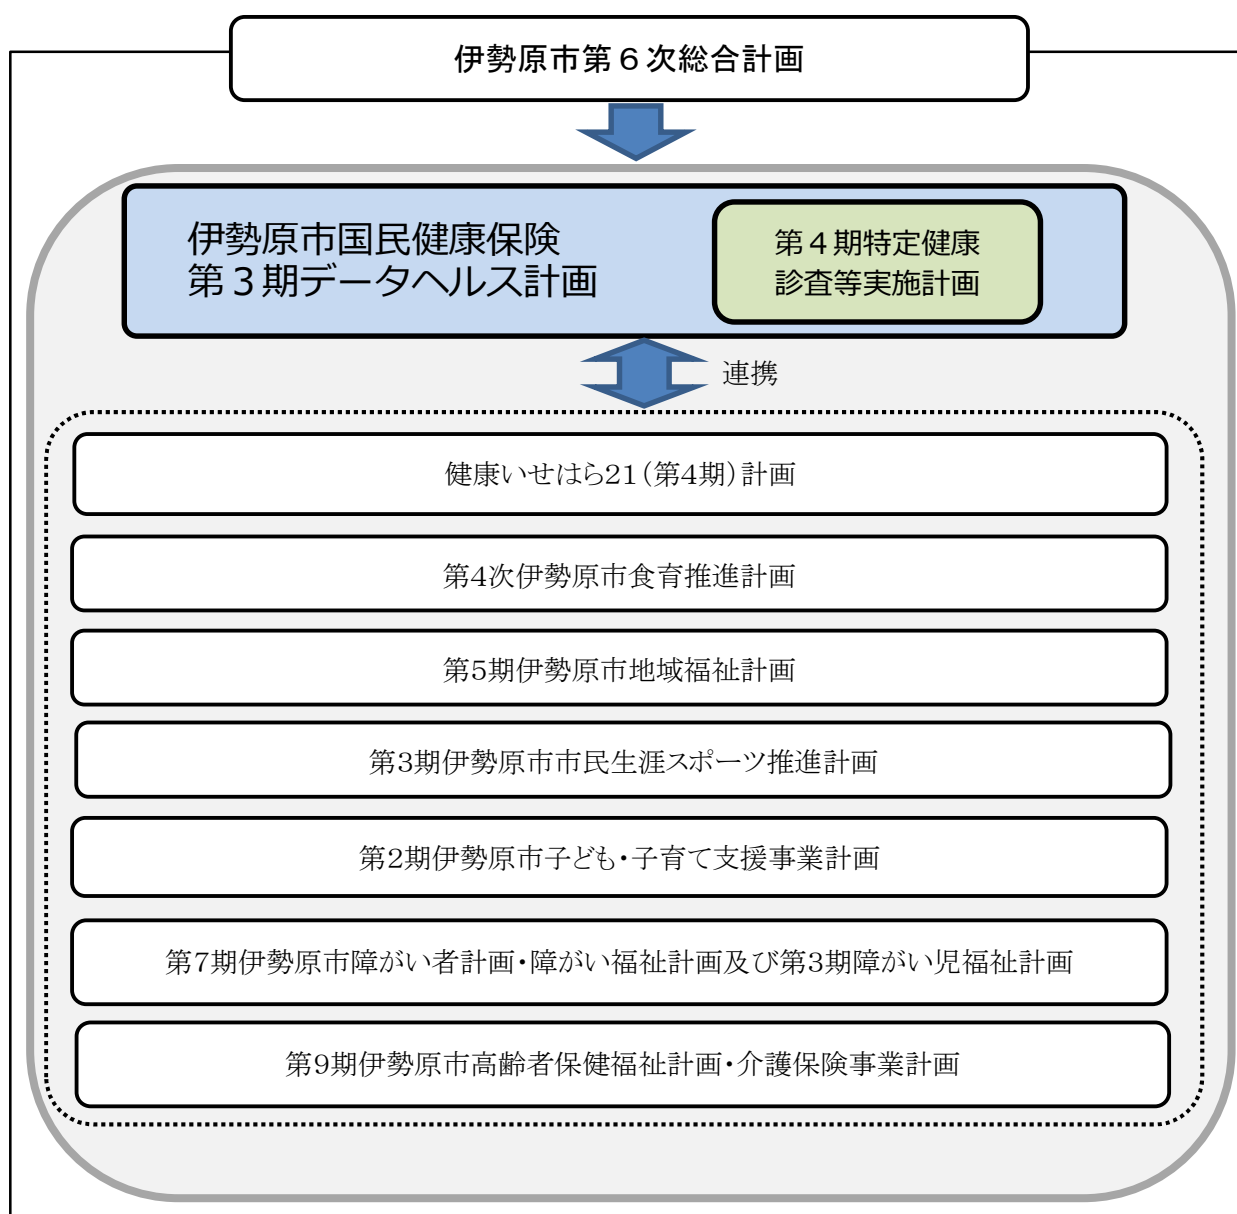 伊勢原市第６次総合計画
伊勢原市国民健康保険
第３期データヘルス計画
第４期特定健康
診査等実施計画
連携
健康いせはら21（第4期）計画
第4次伊勢原市食育推進計画
第5期伊勢原市地域福祉計画
第3期伊勢原市市民生涯スポーツ推進計画
第2期伊勢原市子ども・子育て支援事業計画
第7期伊勢原市障がい者計画・障がい福祉計画及び第3期障がい児福祉計画
第9期伊勢原市高齢者保健福祉計画・介護保険事業計画